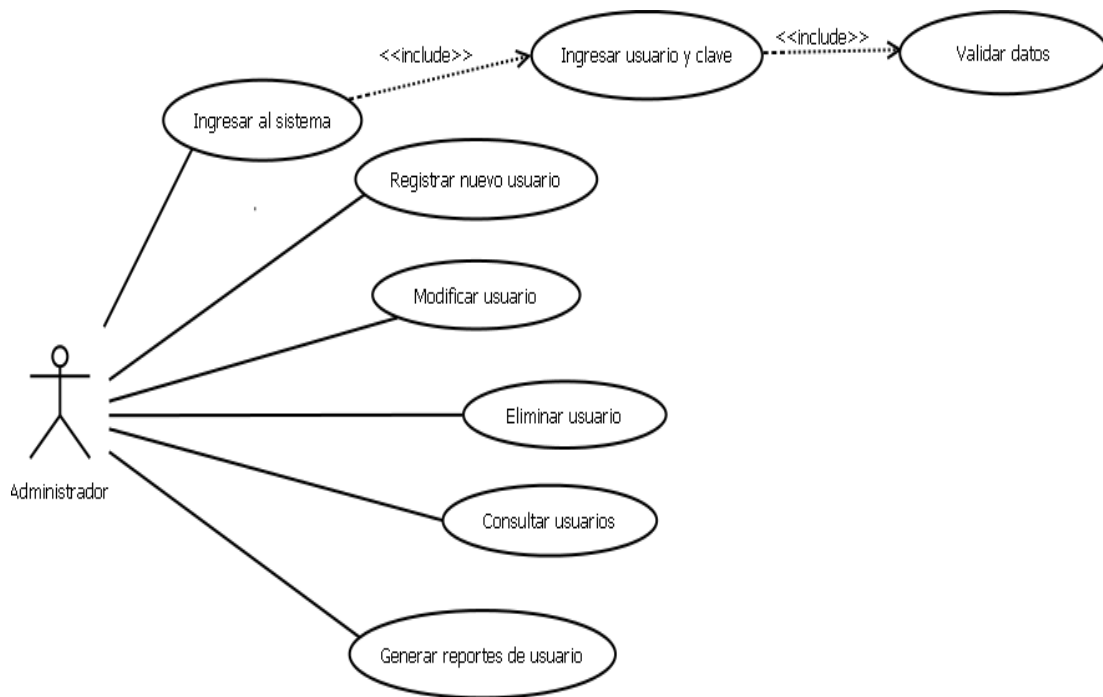 <<include>>
Ingresar usuario y clave
<<include>>
Validar datos
Ingresar al sistema
Registrar nuevo usuario
Modificar usuario
Eliminar usuario
Administrador
Consultar usuarios
Generar reportes de usuario